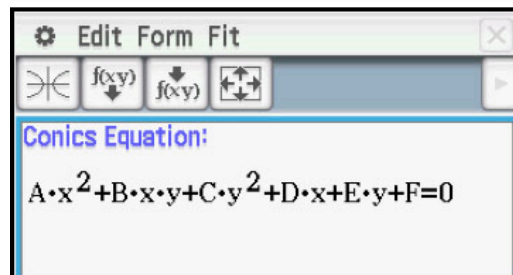 Edit Form Fit
f(xy) f(xy)
Conics Equation:
A·x²+B·x·y+C·y²+D·x+E·y+F=0